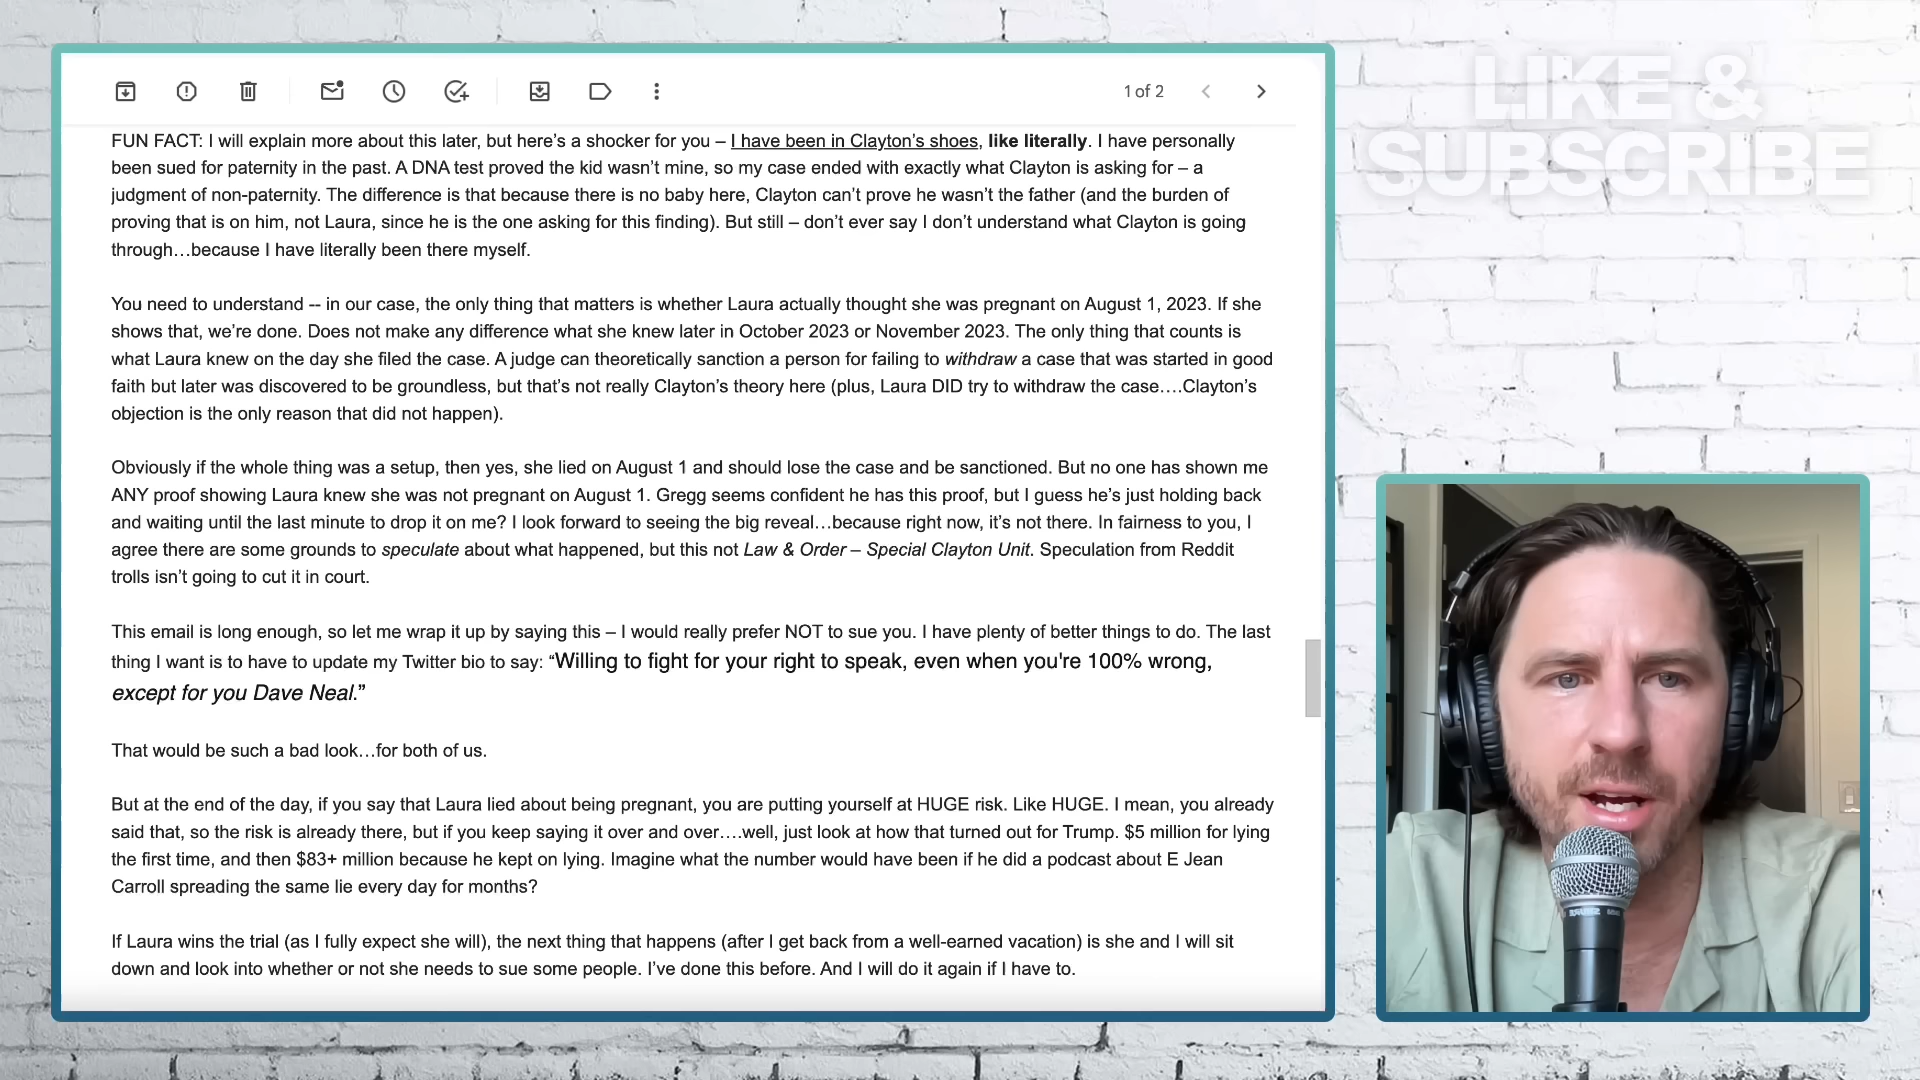 LIKE &
SUBSCRIBE
1 of 2
FUN FACT: I will explain more about this later, but here’s a shocker for you – I have been in Clayton’s shoes, like literally. I have personally
been sued for paternity in the past. A DNA test proved the kid wasn’t mine, so my case ended with exactly what Clayton is asking for – a
judgment of non-paternity. The difference is that because there is no baby here, Clayton can’t prove he wasn’t the father (and the burden of
proving that is on him, not Laura, since he is the one asking for this finding). But still – don’t ever say I don’t understand what Clayton is going
through…because I have literally been there myself.
You need to understand -- in our case, the only thing that matters is whether Laura actually thought she was pregnant on August 1, 2023. If she
shows that, we’re done. Does not make any difference what she knew later in October 2023 or November 2023. The only thing that counts is
what Laura knew on the day she filed the case. A judge can theoretically sanction a person for failing to withdraw a case that was started in good
faith but later was discovered to be groundless, but that’s not really Clayton’s theory here (plus, Laura DID try to withdraw the case….Clayton’s
objection is the only reason that did not happen).
Obviously if the whole thing was a setup, then yes, she lied on August 1 and should lose the case and be sanctioned. But no one has shown me
ANY proof showing Laura knew she was not pregnant on August 1. Gregg seems confident he has this proof, but I guess he’s just holding back
and waiting until the last minute to drop it on me? I look forward to seeing the big reveal…because right now, it’s not there. In fairness to you, I
agree there are some grounds to speculate about what happened, but this not Law & Order – Special Clayton Unit. Speculation from Reddit
trolls isn’t going to cut it in court.
This email is long enough, so let me wrap it up by saying this – I would really prefer NOT to sue you. I have plenty of better things to do. The last
thing I want is to have to update my Twitter bio to say: “Willing to fight for your right to speak, even when you're 100% wrong,
except for you Dave Neal.”
That would be such a bad look…for both of us.
But at the end of the day, if you say that Laura lied about being pregnant, you are putting yourself at HUGE risk. Like HUGE. I mean, you already
said that, so the risk is already there, but if you keep saying it over and over….well, just look at how that turned out for Trump. $5 million for lying
the first time, and then $83+ million because he kept on lying. Imagine what the number would have been if he did a podcast about E Jean
Carroll spreading the same lie every day for months?
If Laura wins the trial (as I fully expect she will), the next thing that happens (after I get back from a well-earned vacation) is she and I will sit
down and look into whether or not she needs to sue some people. I’ve done this before. And I will do it again if I have to.